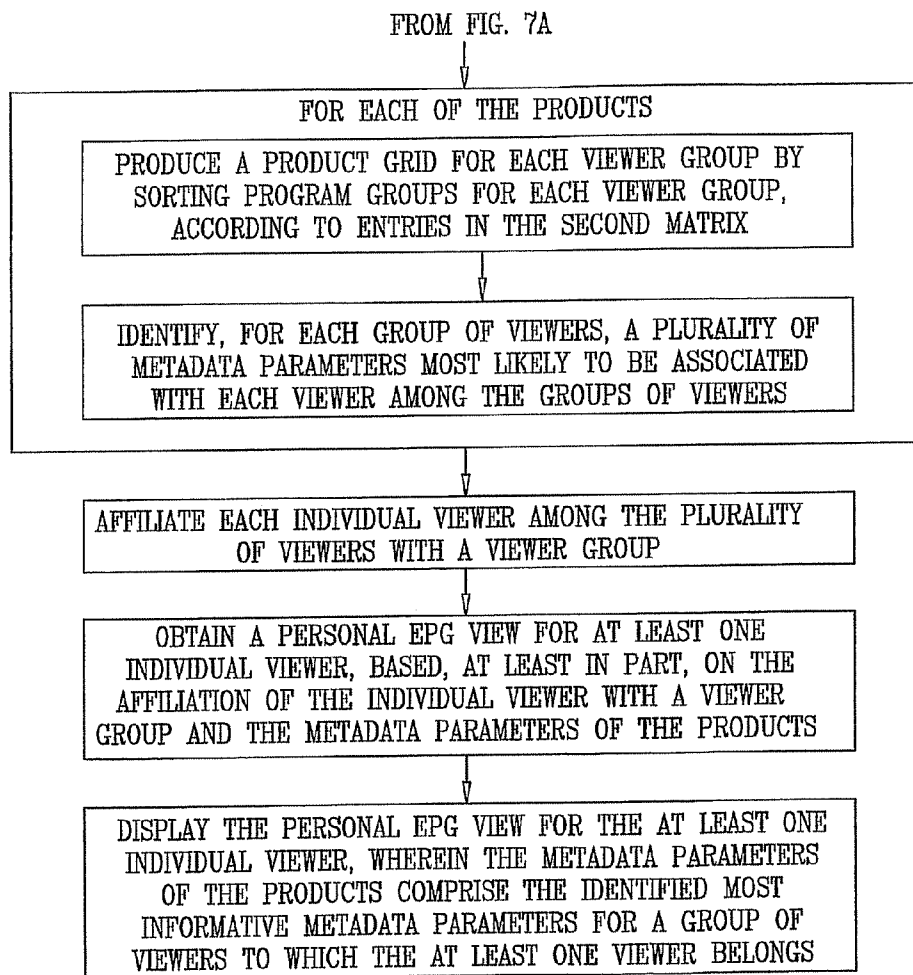 FROM FIG. 7A
FOR EACH OF THE PRODUCTS
PRODUCE A PRODUCT GRID FOR EACH VIEWER GROUP BY
SORTING PROGRAM GROUPS FOR EACH VIEWER GROUP,
ACCORDING TO ENTRIES IN THE SECOND MATRIX
IDENTIFY, FOR EACH GROUP OF VIEWERS, A PLURALITY OF
METADATA PARAMETERS MOST LIKELY TO BE ASSOCIATED
WITH EACH VIEWER AMONG THE GROUPS OF VIEWERS
AFFILIATE EACH INDIVIDUAL VIEWER AMONG THE PLURALITY
OF VIEWERS WITH A VIEWER GROUP
OBTAIN A PERSONAL EPG VIEW FOR AT LEAST ONE
INDIVIDUAL VIEWER, BASED, AT LEAST IN PART, ON THE
AFFILIATION OF THE INDIVIDUAL VIEWER WITH A VIEWER
GROUP AND THE METADATA PARAMETERS OF THE PRODUCTS
DISPLAY THE PERSONAL EPG VIEW FOR THE AT LEAST ONE
INDIVIDUAL VIEWER, WHEREIN THE METADATA PARAMETERS
OF THE PRODUCTS COMPRISE THE IDENTIFIED MOST
INFORMATIVE METADATA PARAMETERS FOR A GROUP OF
VIEWERS TO WHICH THE AT LEAST ONE VIEWER BELONGS